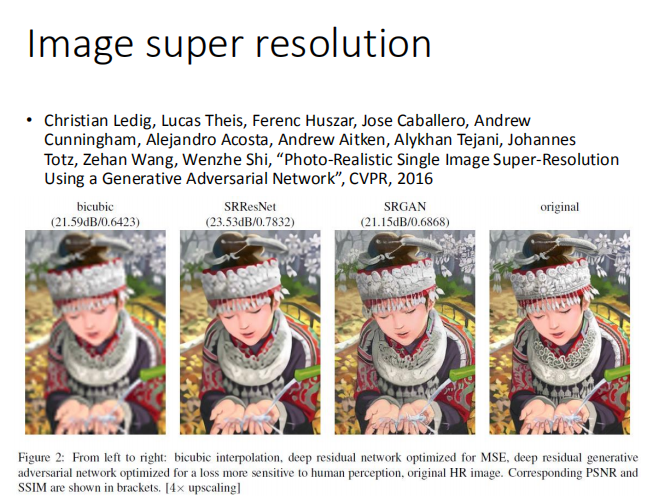 Image super resolution
• Christian Ledig, Lucas Theis, Ferenc Huszar, Jose Caballero, Andrew
Cunningham, Alejandro Acosta, Andrew Aitken, Alykhan Tejani, Johannes
Totz, Zehan Wang, Wenzhe Shi, “Photo-Realistic Single Image Super-Resolution
Using a Generative Adversarial Network”, CVPR, 2016
bicubic
(21.59dB/0.6423)
SRResNet
(23.53dB/0.7832)
SRGAN
(21.15dB/0.6868)
original
Figure 2: From left to right: bicubic interpolation, deep residual network optimized for MSE, deep residual generative
adversarial network optimized for a loss more sensitive to human perception, original HR image. Corresponding PSNR and
SSIM are shown in brackets. [4× upscaling]